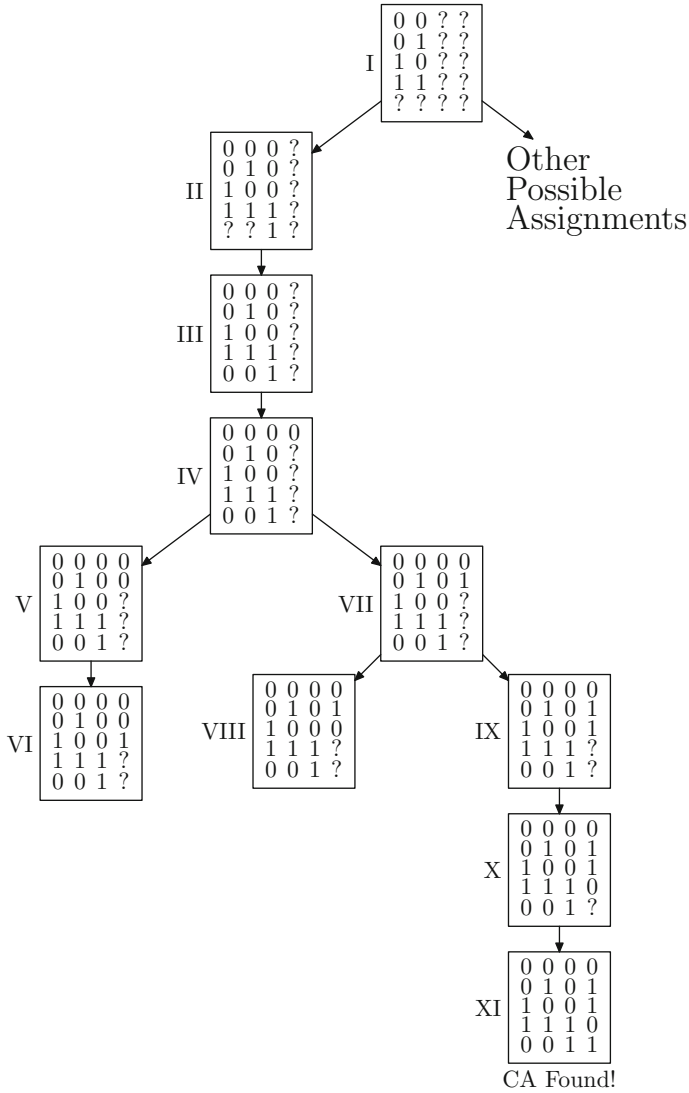 I
0 0 ? ?
0 1 ? ?
1 0 ? ?
1 1 ? ?
? ? ? ?
Other
Possible
Assignments
II
0 0 0 ?
0 1 0 ?
1 0 0 ?
1 1 1 ?
? ? 1 ?
III
0 0 0 ?
0 1 0 ?
1 0 0 ?
1 1 1 ?
0 0 1 ?
IV
0 0 0 0
0 1 0 ?
1 0 0 ?
1 1 1 ?
0 0 1 ?
V
0 0 0 0
0 1 0 0
1 0 0 ?
1 1 1 ?
0 0 1 ?
VII
0 0 0 0
0 1 0 1
1 0 0 ?
1 1 1 ?
0 0 1 ?
VI
0 0 0 0
0 1 0 0
1 0 0 1
1 1 1 ?
0 0 1 ?
VIII
0 0 0 0
0 1 0 1
1 0 0 0
1 1 1 ?
0 0 1 ?
IX
0 0 0 0
0 1 0 1
1 0 0 1
1 1 1 ?
0 0 1 ?
X
0 0 0 0
0 1 0 1
1 0 0 1
1 1 1 0
0 0 1 ?
XI
0 0 0 0
0 1 0 1
1 0 0 1
1 1 1 0
0 0 1 1
CA Found!